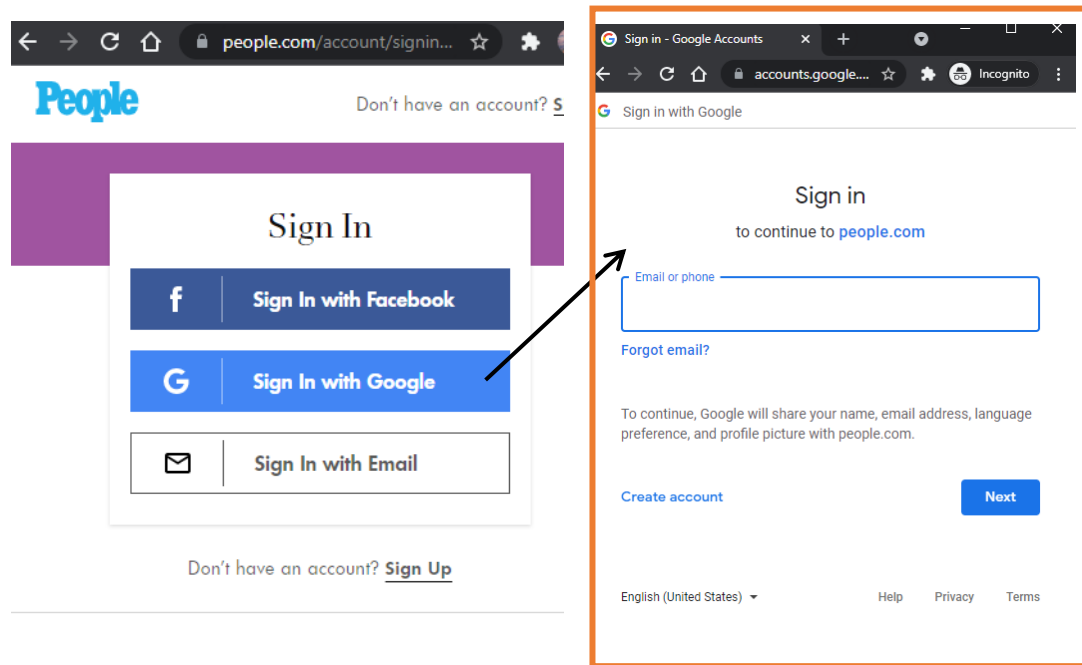 people.com/account/signin...
People
Don't have an account? S
Sign In
f Sign In with Facebook
G Sign In with Google
Sign In with Email
Don't have an account? Sign Up
Sign in - Google Accounts
accounts.google....
Incognito
G Sign in with Google
Sign in
to continue to people.com
Email or phone
Forgot email?
To continue, Google will share your name, email address, language
preference, and profile picture with people.com.
Create account
Next
English (United States)
Help Privacy Terms